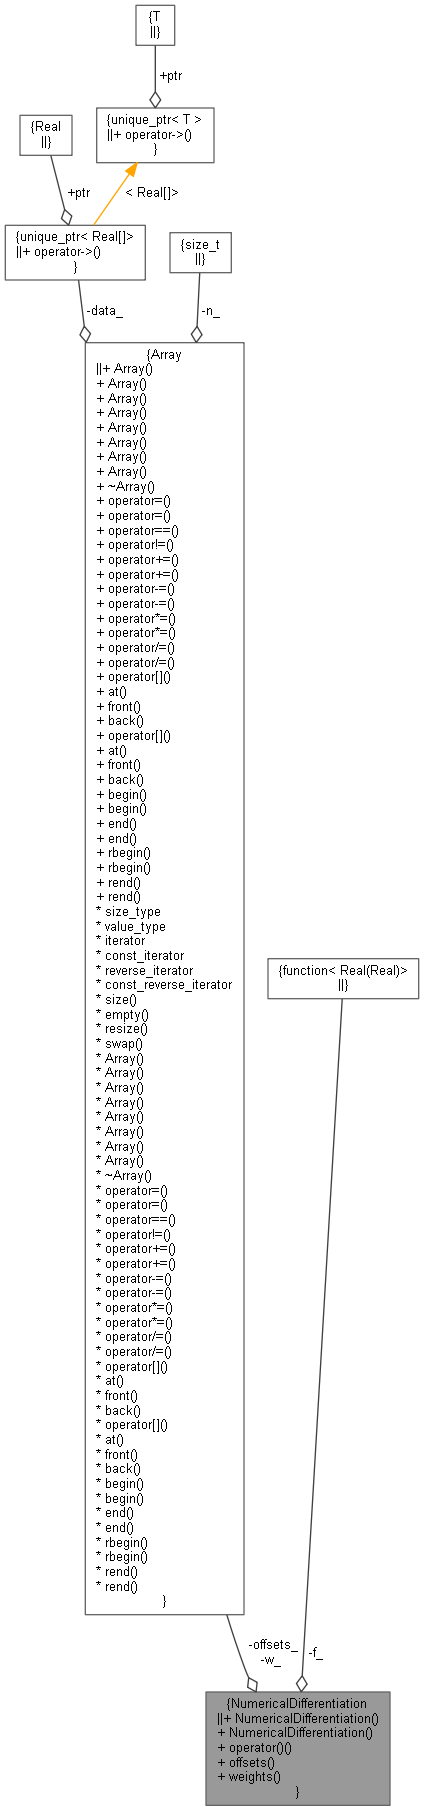 {T
||}
+ptr
{unique_ptr< T >
||+ operator->()
}
{Real
||}
+ptr
< Real[]>
{unique_ptr< Real[]>
||+ operator->()
}
{size_t
||}
-data_
-n_
{Array
||+ Array()
+ Array()
+ Array()
+ Array()
+ Array()
+ Array()
+ Array()
+ Array()
+ ~Array()
+ operator=()
+ operator=()
+ operator==()
+ operator!=()
+ operator+=()
+ operator+=()
+ operator-=()
+ operator-=()
+ operator*=()
+ operator*=()
+ operator/=()
+ operator/=()
+ operator[]()
+ at()
+ front()
+ back()
+ operator[]()
+ at()
+ front()
+ back()
+ begin()
+ begin()
+ end()
+ end()
+ rbegin()
+ rbegin()
+ rend()
+ rend()
* size_type
* value_type
* iterator
* const_iterator
* reverse_iterator
* const_reverse_iterator
* size()
* empty()
* resize()
* swap()
* Array()
* Array()
* Array()
* Array()
* Array()
* Array()
* Array()
* Array()
* ~Array()
* operator=()
* operator=()
* operator==()
* operator!=()
* operator+=()
* operator+=()
* operator-=()
* operator-=()
* operator*=()
* operator*=()
* operator/=()
* operator/=()
* operator[]()
* at()
* front()
* back()
* operator[]()
* at()
* front()
* back()
* begin()
* begin()
* end()
* end()
* rbegin()
* rbegin()
* rend()
* rend()
}
{function< Real(Real)>
||}
-offsets_
-w_
-f_
{NumericalDifferentiation
||+ NumericalDifferentiation()
+ NumericalDifferentiation()
+ operator()()
+ offsets()
+ weights()
}